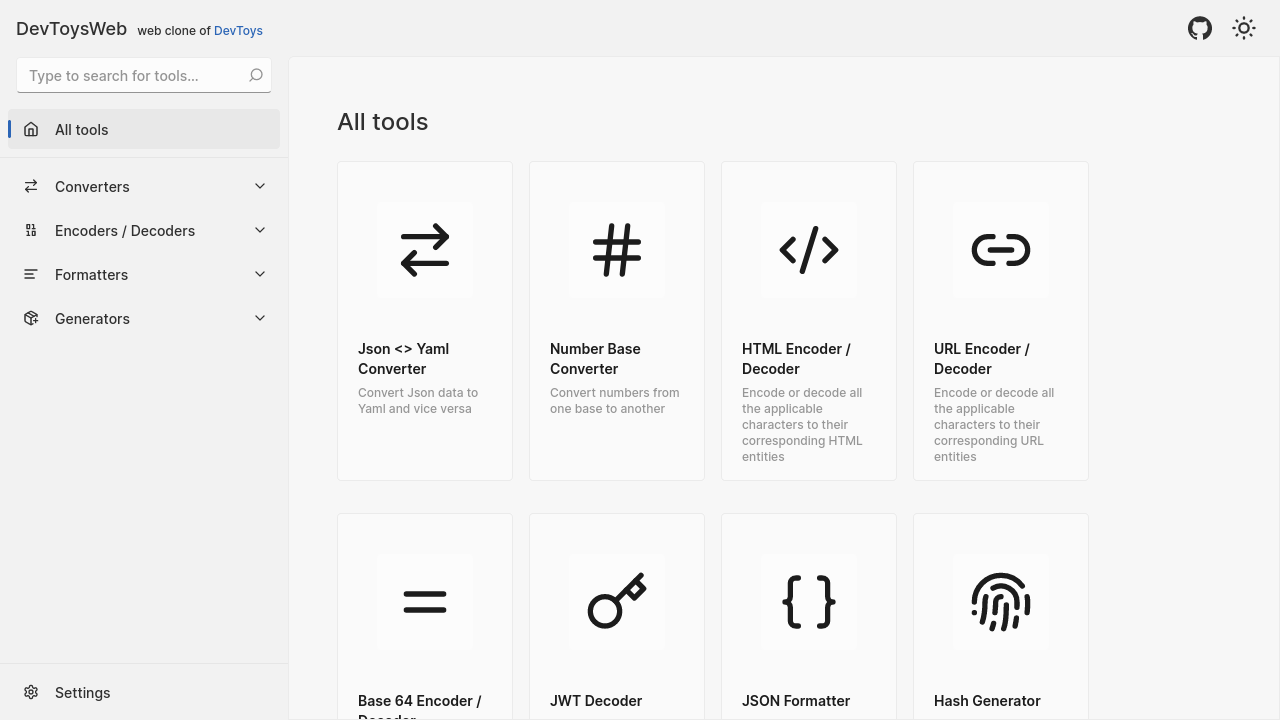 DevToysWeb web clone of DevToys
Type to search for tools...
All tools
Converters
Encoders / Decoders
Formatters
Generators
Settings
All tools
Json <> Yaml
Converter
Convert Json data to
Yaml and vice versa
Number Base
Converter
Convert numbers from
one base to another
HTML Encoder /
Decoder
Encode or decode all
the applicable
characters to their
corresponding HTML
entities
URL Encoder /
Decoder
Encode or decode all
the applicable
characters to their
corresponding URL
entities
Base 64 Encoder /
Decoder
JWT Decoder
JSON Formatter
Hash Generator